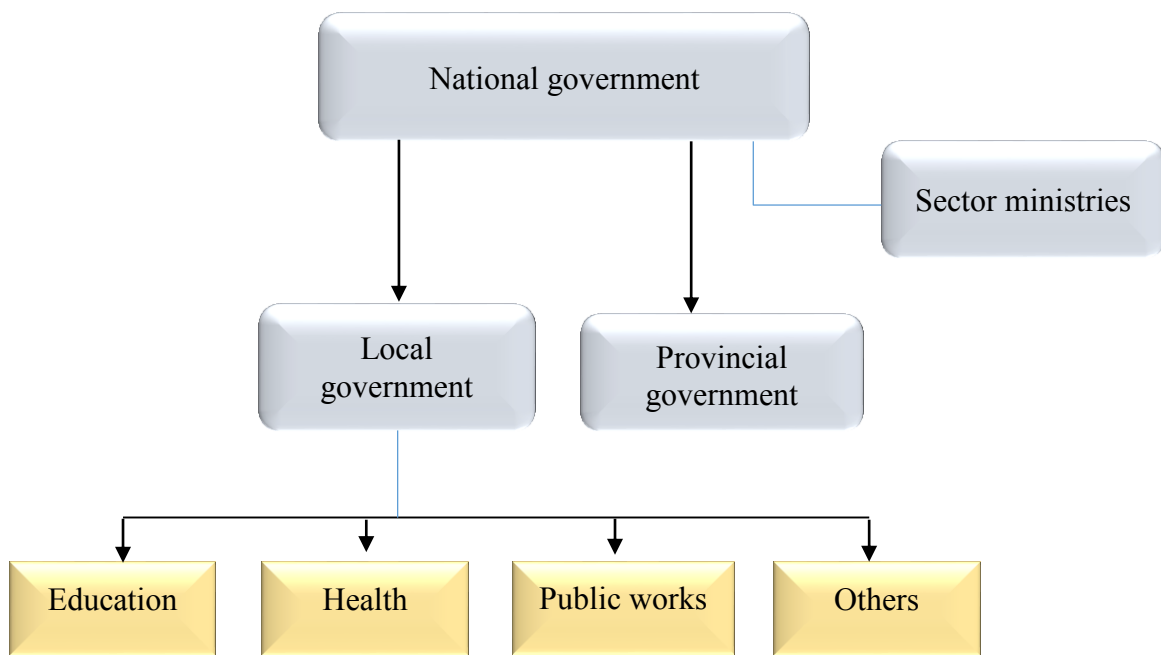 National government
Sector ministries
Local
government
Provincial
government
Education
Health
Public works
Others